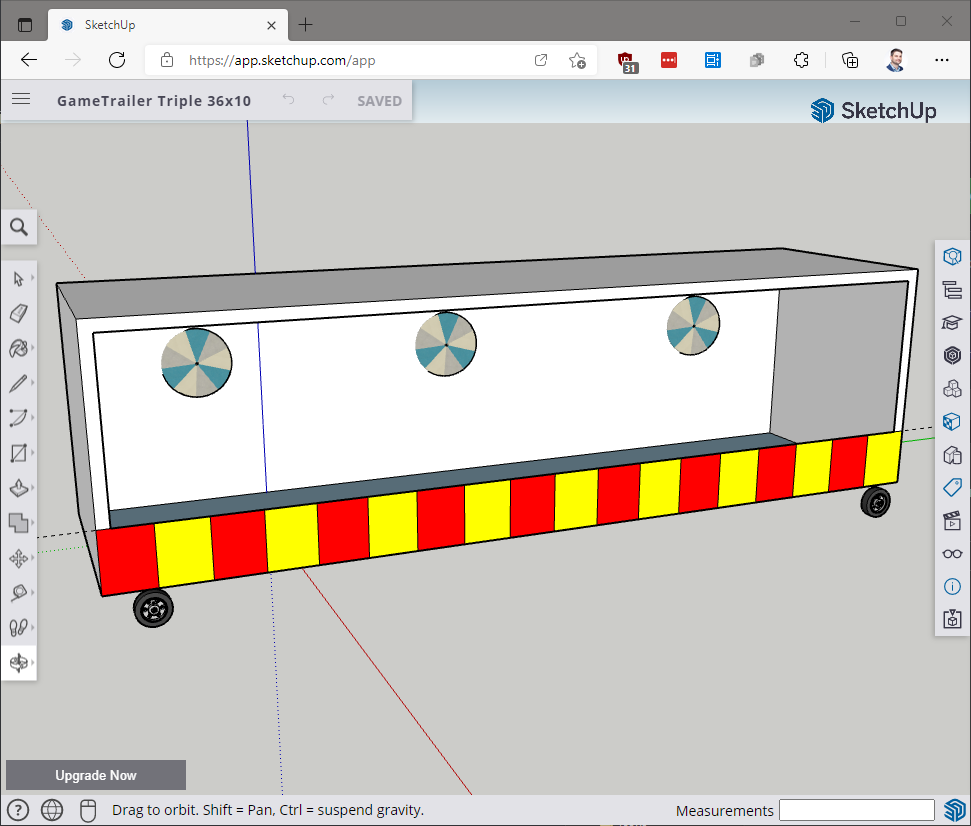 SketchUp
https://app.sketchup.com/app
31
GameTrailer Triple 36x10
SAVED
SketchUp
Upgrade Now
Drag to orbit. Shift = Pan, Ctrl = suspend gravity.
Measurements